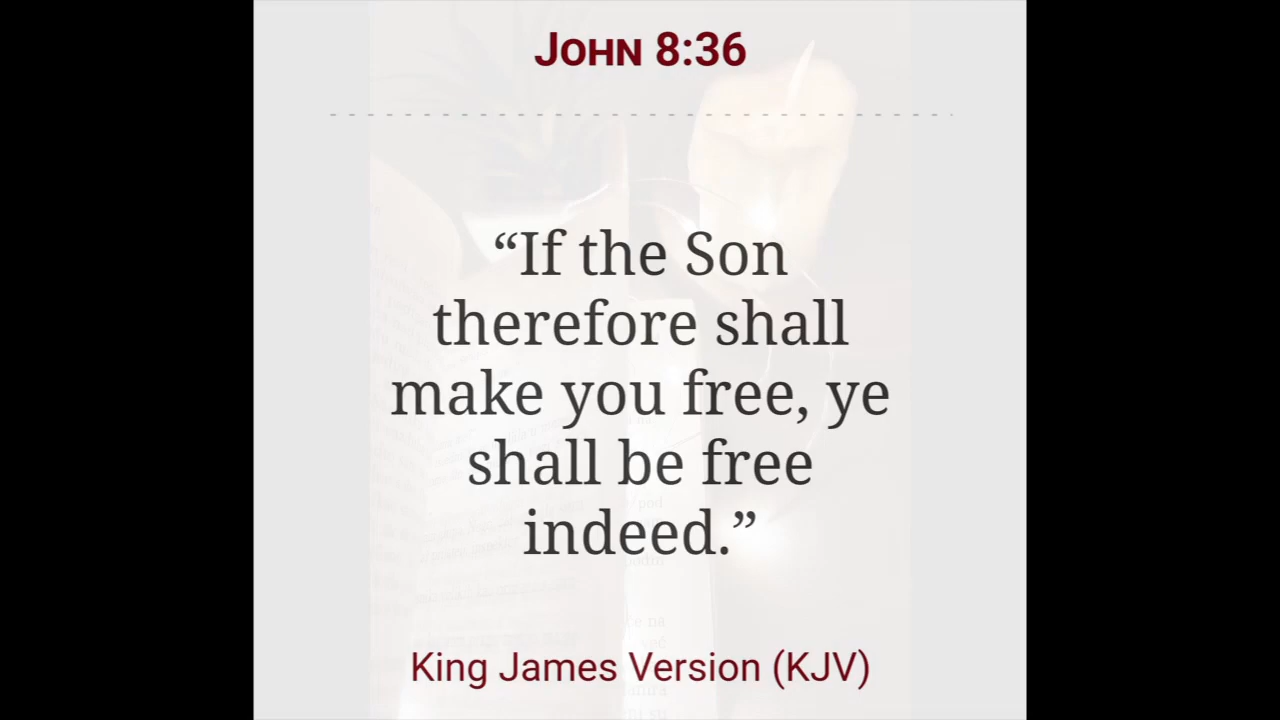 John 8:36
“If the Son
therefore shall
make you free, ye
shall be free
indeed.”
King James Version (KJV)